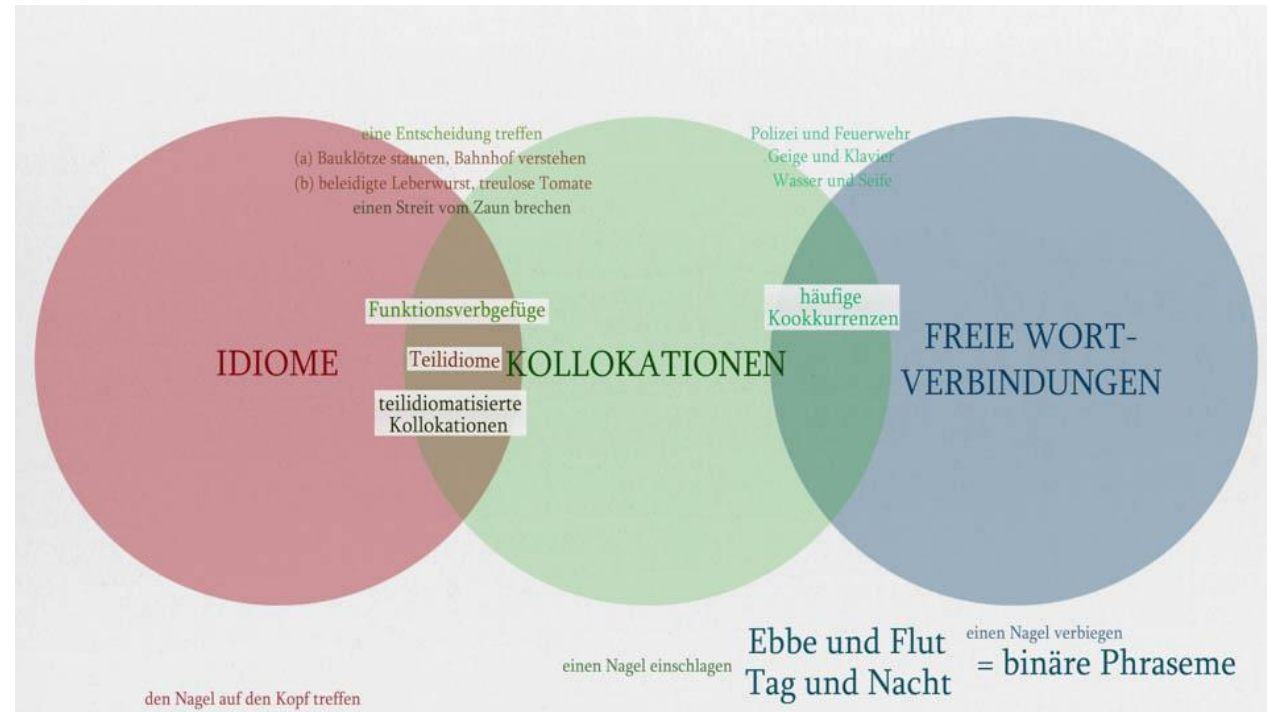 eine Entscheidung treffen
(a) Bauklötze staunen, Bahnhof verstehen
(b) beleidigte Leberwurst, treulose Tomate
einen Streit vom Zaun brechen
Polizei und Feuerwehr
Geige und Klavier
Wasser und Seife
Funktionsverbgefüge
Teilidiome
teilidiomatisierte
Kollokationen
IDIOME
KOLLOKATIONEN
häufige
Kookkurrenzen
FREIE WORT-
VERBINDUNGEN
den Nagel auf den Kopf treffen
einen Nagel einschlagen
Ebbe und Flut
Tag und Nacht
einen Nagel verbiegen
= binäre Phraseme